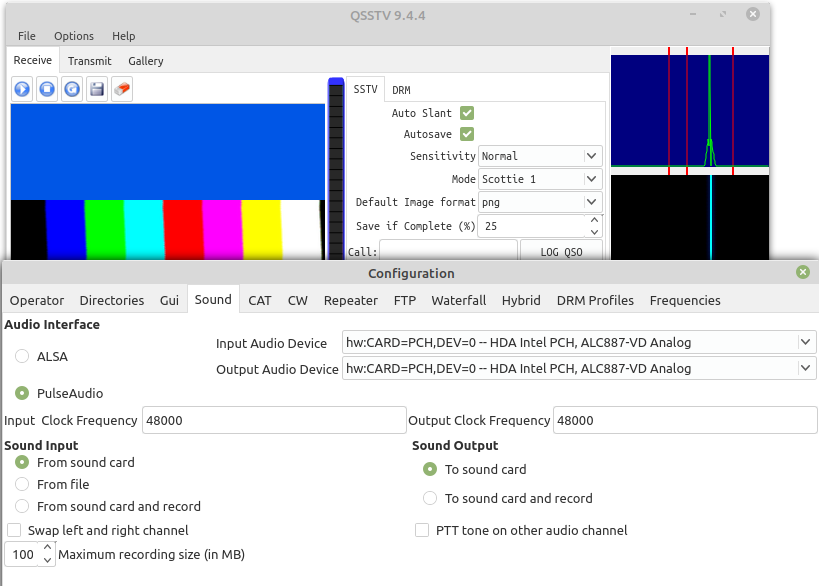 QSSTV 9.4.4
File Options Help
Receive Transmit Gallery
SSTV DRM
Auto Slant
Autosave
Sensitivity Normal
Mode Scottie 1
Default Image format png
Save if Complete (%) 25
Call: LOG QSO
Configuration
Operator Directories Gui Sound CAT CW Repeater FTP Waterfall Hybrid DRM Profiles Frequencies
Audio Interface
ALSA
Input Audio Device hw:CARD=PCH,DEV=0 -- HDA Intel PCH, ALC887-VD Analog
Output Audio Device hw:CARD=PCH,DEV=0 -- HDA Intel PCH, ALC887-VD Analog
PulseAudio
Input Clock Frequency 48000 Output Clock Frequency 48000
Sound Input Sound Output
From sound card To sound card
From file
From sound card and record To sound card and record
Swap left and right channel PTT tone on other audio channel
100 Maximum recording size (in MB)